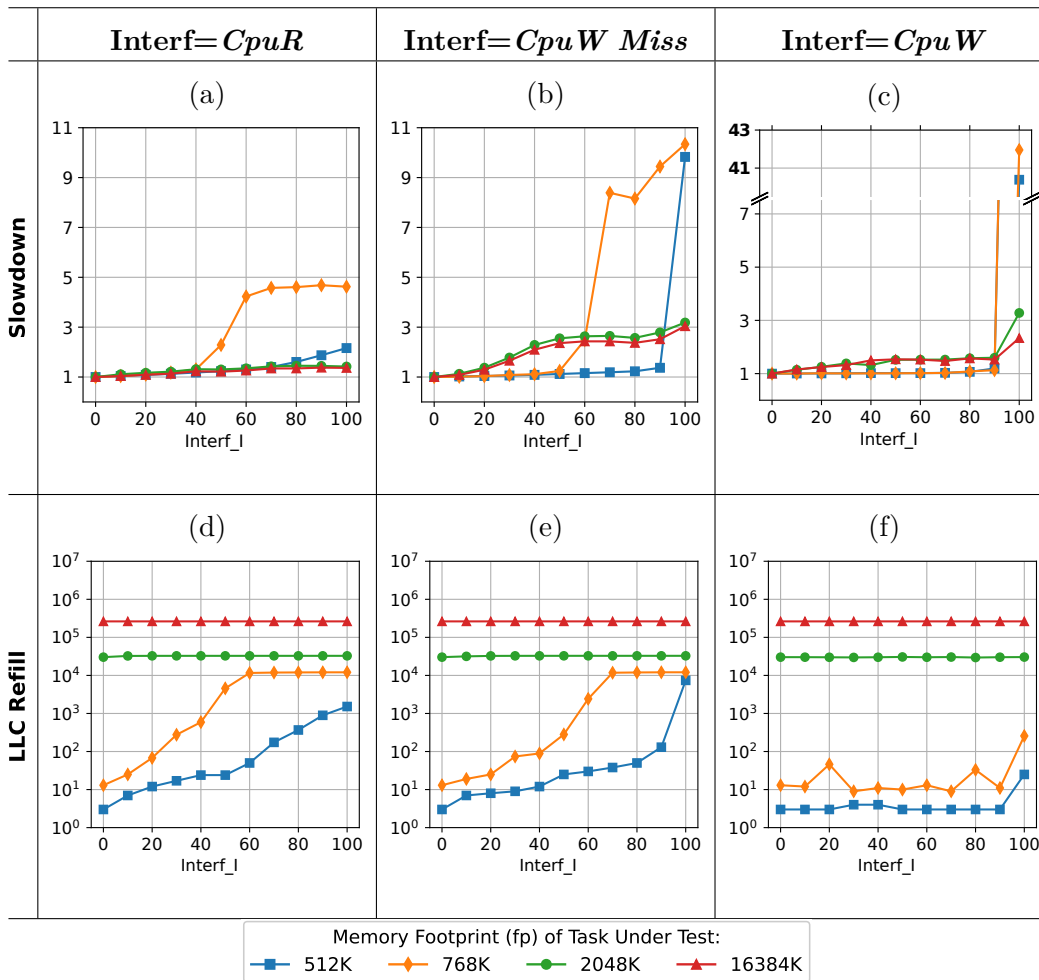 Interf=CpuR
Interf=CpuW Miss
Interf=CpuW
Slowdown
(a)
11
9
7
5
3
1
0 20 40 60 80 100
Interf_I
(b)
11
9
7
5
3
1
0 20 40 60 80 100
Interf_I
(c)
43
41
7
5
3
1
0 20 40 60 80 100
Interf_I
LLC Refill
(d)
10^7
10^6
10^5
10^4
10^3
10^2
10^1
10^0
0 20 40 60 80 100
Interf_I
(e)
10^7
10^6
10^5
10^4
10^3
10^2
10^1
10^0
0 20 40 60 80 100
Interf_I
(f)
10^7
10^6
10^5
10^4
10^3
10^2
10^1
10^0
0 20 40 60 80 100
Interf_I
Memory Footprint (fp) of Task Under Test:
512K 768K 2048K 16384K